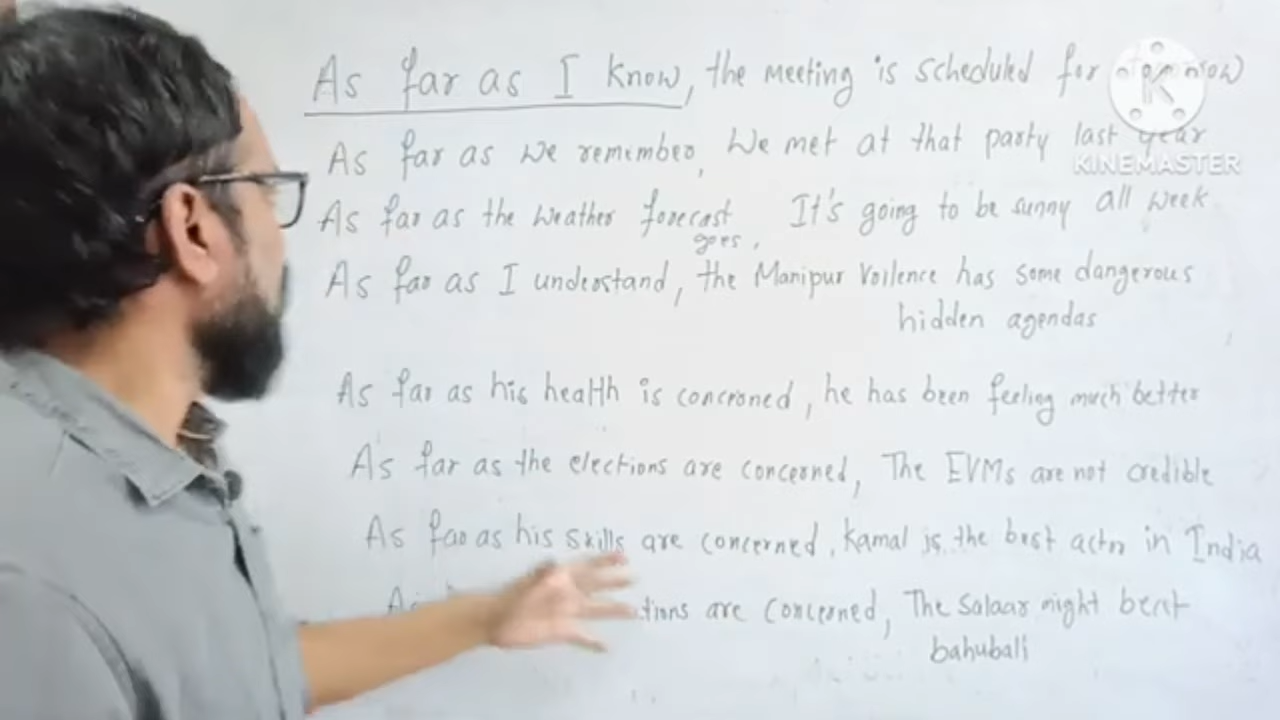 As far as I know, the meeting is scheduled for
As far as we remember, We met at that party last year
KINEMASTER
As far as the weather forecast goes, It's going to be sunny all week
As far as I understand, the Manipur Voilence has some dangerous
hidden agendas
As far as his health is concroned, he has been feeling much better
As far as the elections are concerned, The EVMs are not credible
As far as his skills are concerned, Kamal is the best actor in India
As are concerned, The Salaar might beat
bahubali